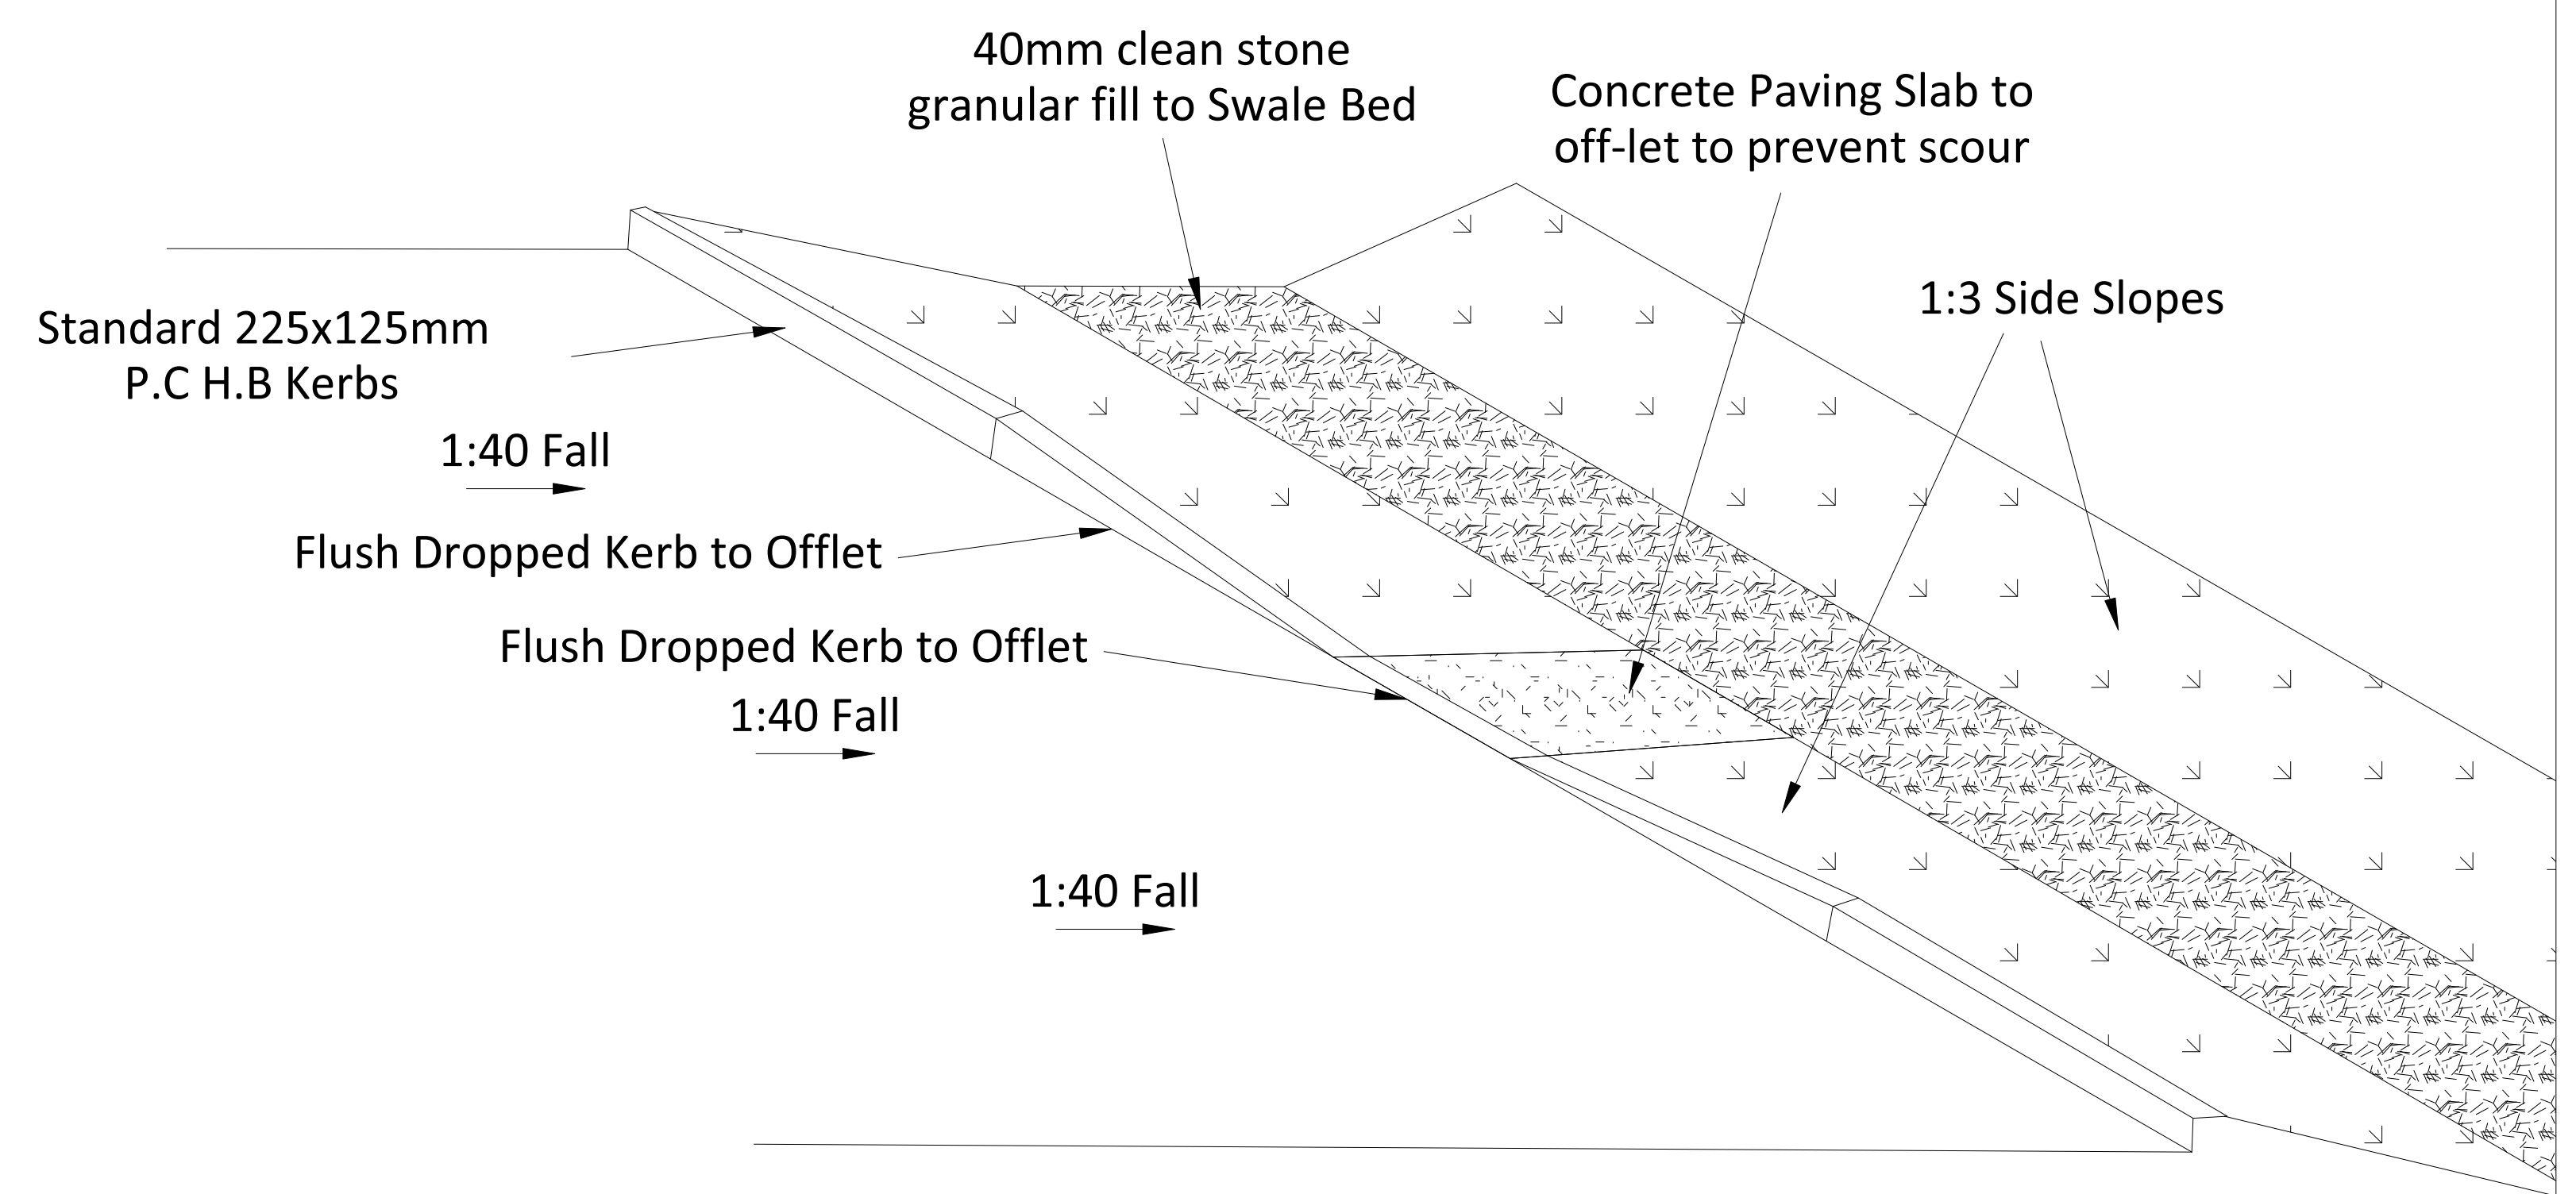 40mm clean stone
granular fill to Swale Bed
Concrete Paving Slab to
off-let to prevent scour
1:3 Side Slopes
Standard 225x125mm
P.C H.B Kerbs
1:40 Fall
Flush Dropped Kerb to Offlet
Flush Dropped Kerb to Offlet
1:40 Fall
1:40 Fall